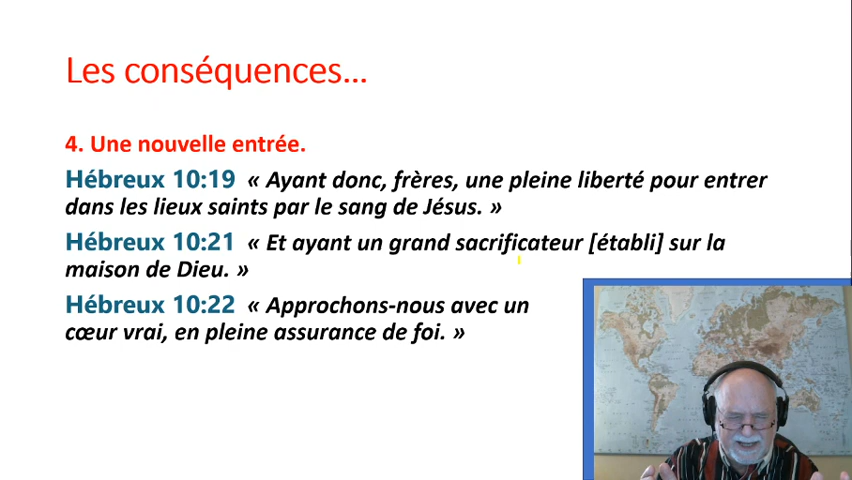 Les conséquences…
4. Une nouvelle entrée.
Hébreux 10:19 « Ayant donc, frères, une pleine liberté pour entrer
dans les lieux saints par le sang de Jésus. »
Hébreux 10:21 « Et ayant un grand sacrificateur [établi] sur la
maison de Dieu. »
Hébreux 10:22 « Approchons-nous avec un
cœur vrai, en pleine assurance de foi. »